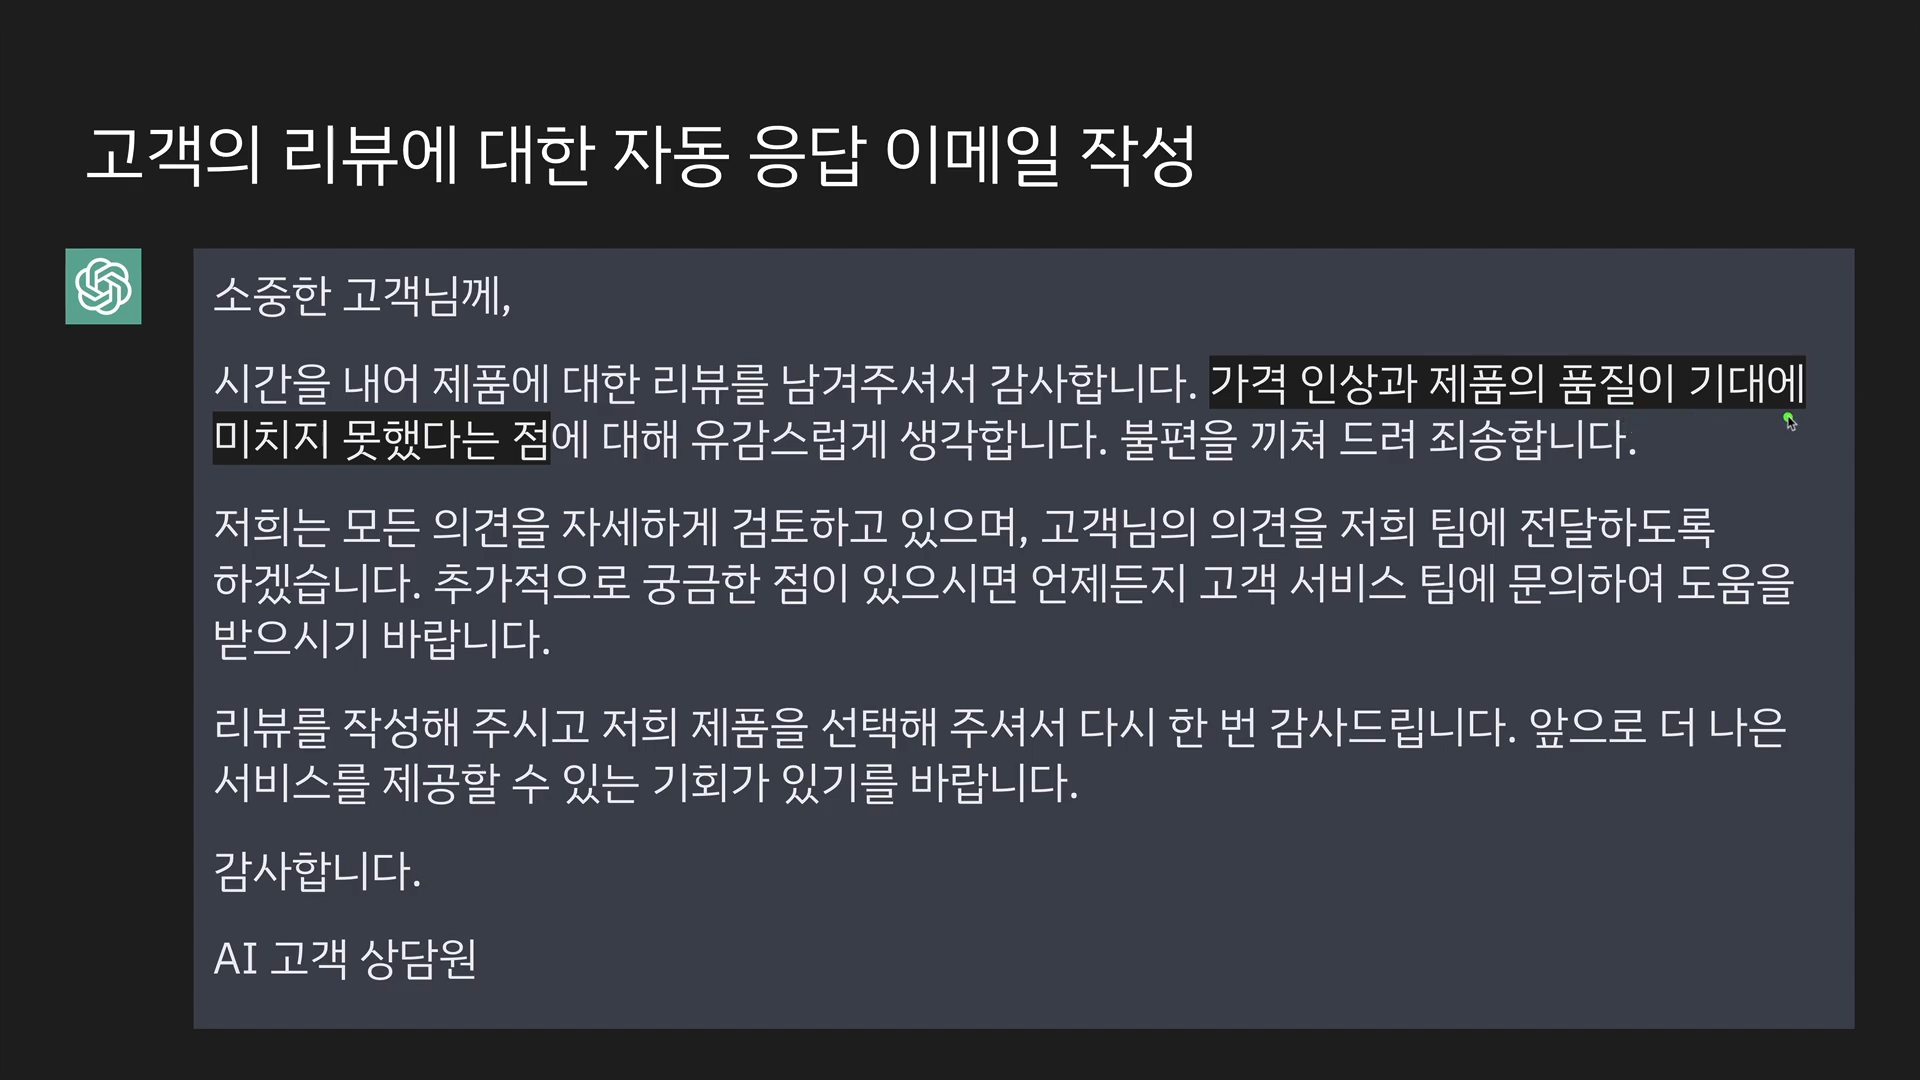 고객의 리뷰에 대한 자동 응답 이메일 작성
소중한 고객님께,
시간을 내어 제품에 대한 리뷰를 남겨주셔서 감사합니다. 가격 인상과 제품의 품질이 기대에
미치지 못했다는 점에 대해 유감스럽게 생각합니다. 불편을 끼쳐 드려 죄송합니다.
저희는 모든 의견을 자세하게 검토하고 있으며, 고객님의 의견을 저희 팀에 전달하도록
하겠습니다. 추가적으로 궁금한 점이 있으시면 언제든지 고객 서비스 팀에 문의하여 도움을
받으시기 바랍니다.
리뷰를 작성해 주시고 저희 제품을 선택해 주셔서 다시 한 번 감사드립니다. 앞으로 더 나은
서비스를 제공할 수 있는 기회가 있기를 바랍니다.
감사합니다.
AI 고객 상담원